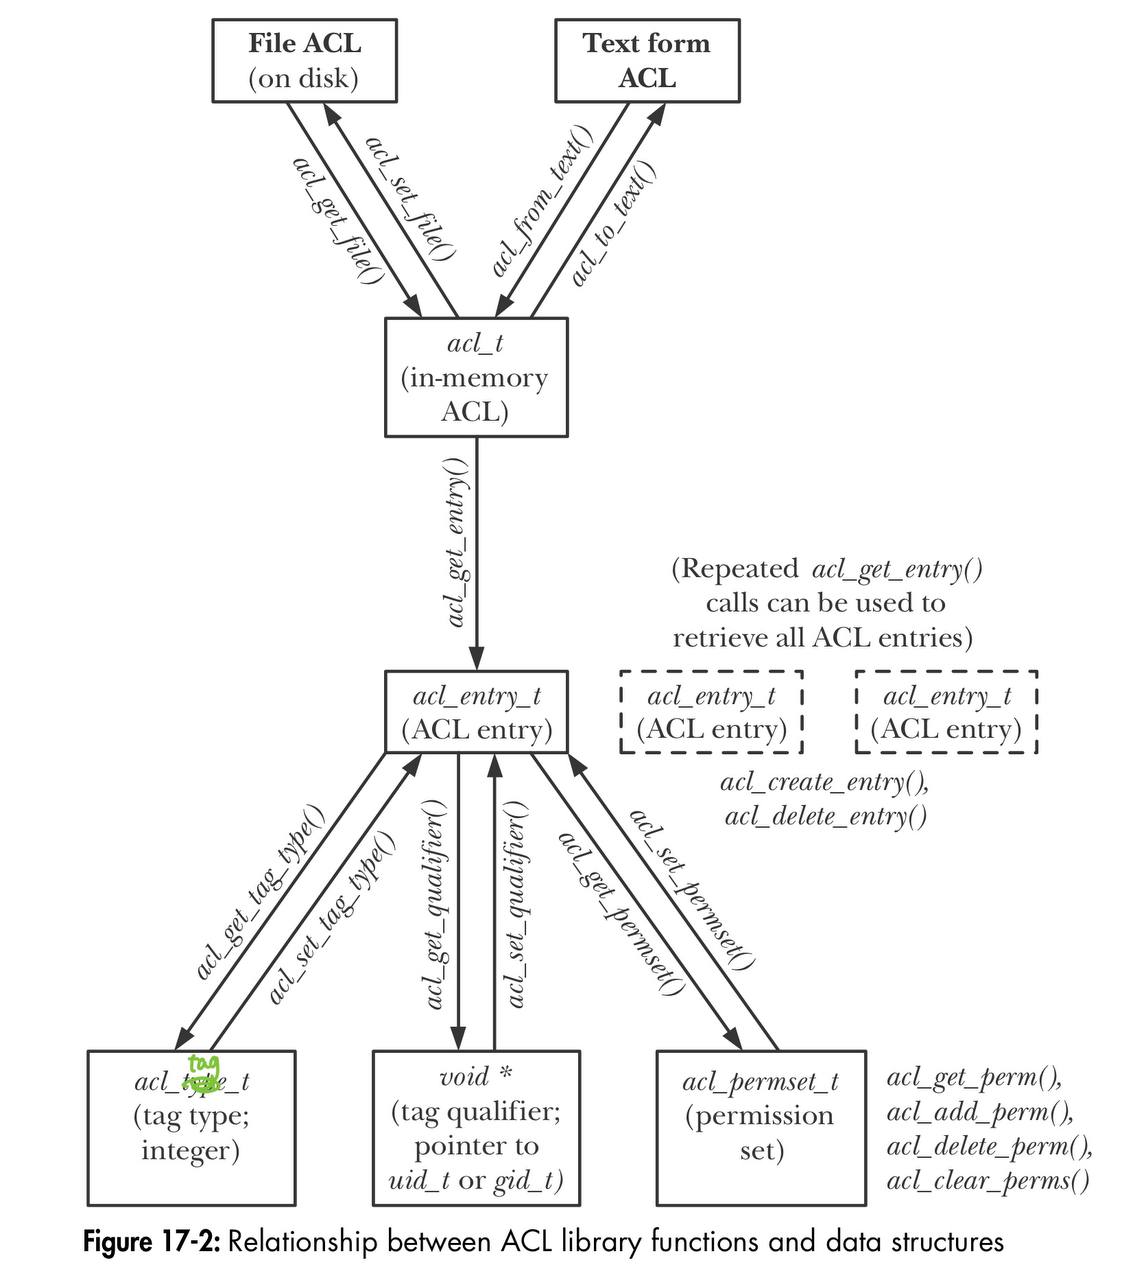 File ACL
(on disk)
Text form
ACL
acl_get_file()
acl_set_file()
acl_from_text()
acl_to_text()
acl_t
(in-memory
ACL)
acl_get_entry()
(Repeated acl_get_entry()
calls can be used to
retrieve all ACL entries)
acl_entry_t
(ACL entry)
acl_entry_t
(ACL entry)
acl_entry_t
(ACL entry)
acl_create_entry(),
acl_delete_entry()
acl_get_tag_type()
acl_set_tag_type()
acl_get_qualifier()
acl_set_qualifier()
acl_get_permset()
acl_set_permset()
tag
acl_type_t
(tag type;
integer)
void *
(tag qualifier;
pointer to
uid_t or gid_t)
acl_permset_t
(permission
set)
acl_get_perm(),
acl_add_perm(),
acl_delete_perm(),
acl_clear_perms()
Figure 17-2: Relationship between ACL library functions and data structures